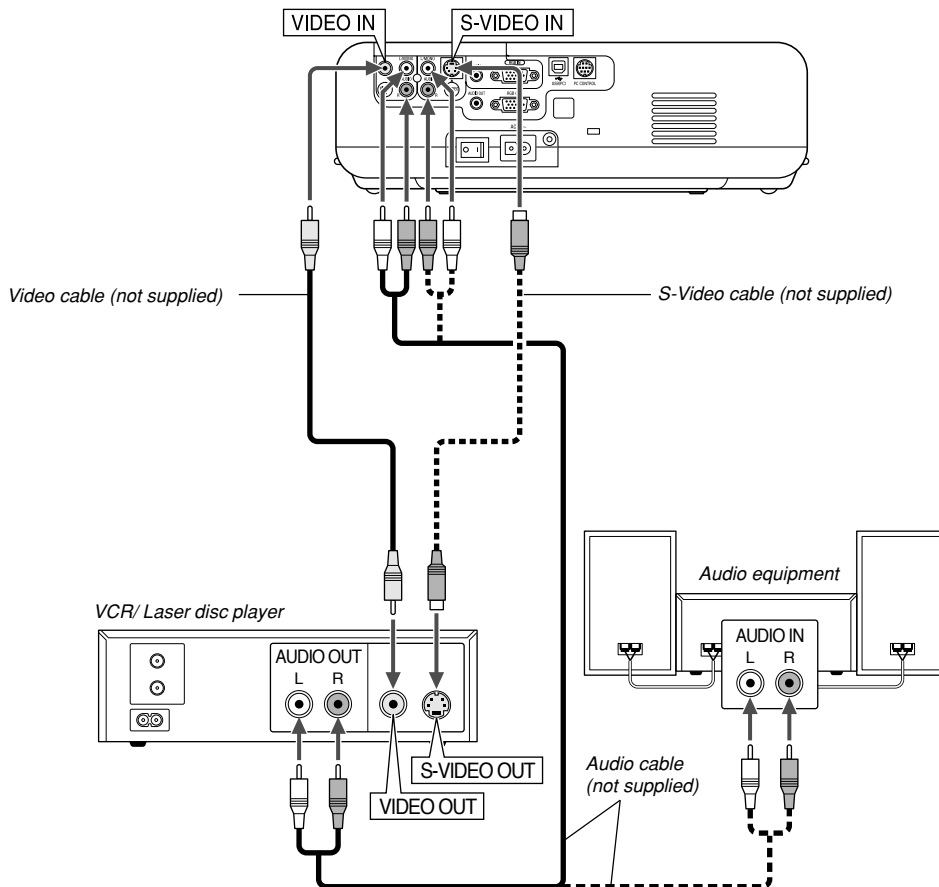 VIDEO IN
S-VIDEO IN
AUDIO OUT
PC CONTROL
Video cable (not supplied)
S-Video cable (not supplied)
VCR/ Laser disc player
AUDIO OUT
L R
S-VIDEO OUT
VIDEO OUT
Audio equipment
AUDIO IN
L R
Audio cable
(not supplied)